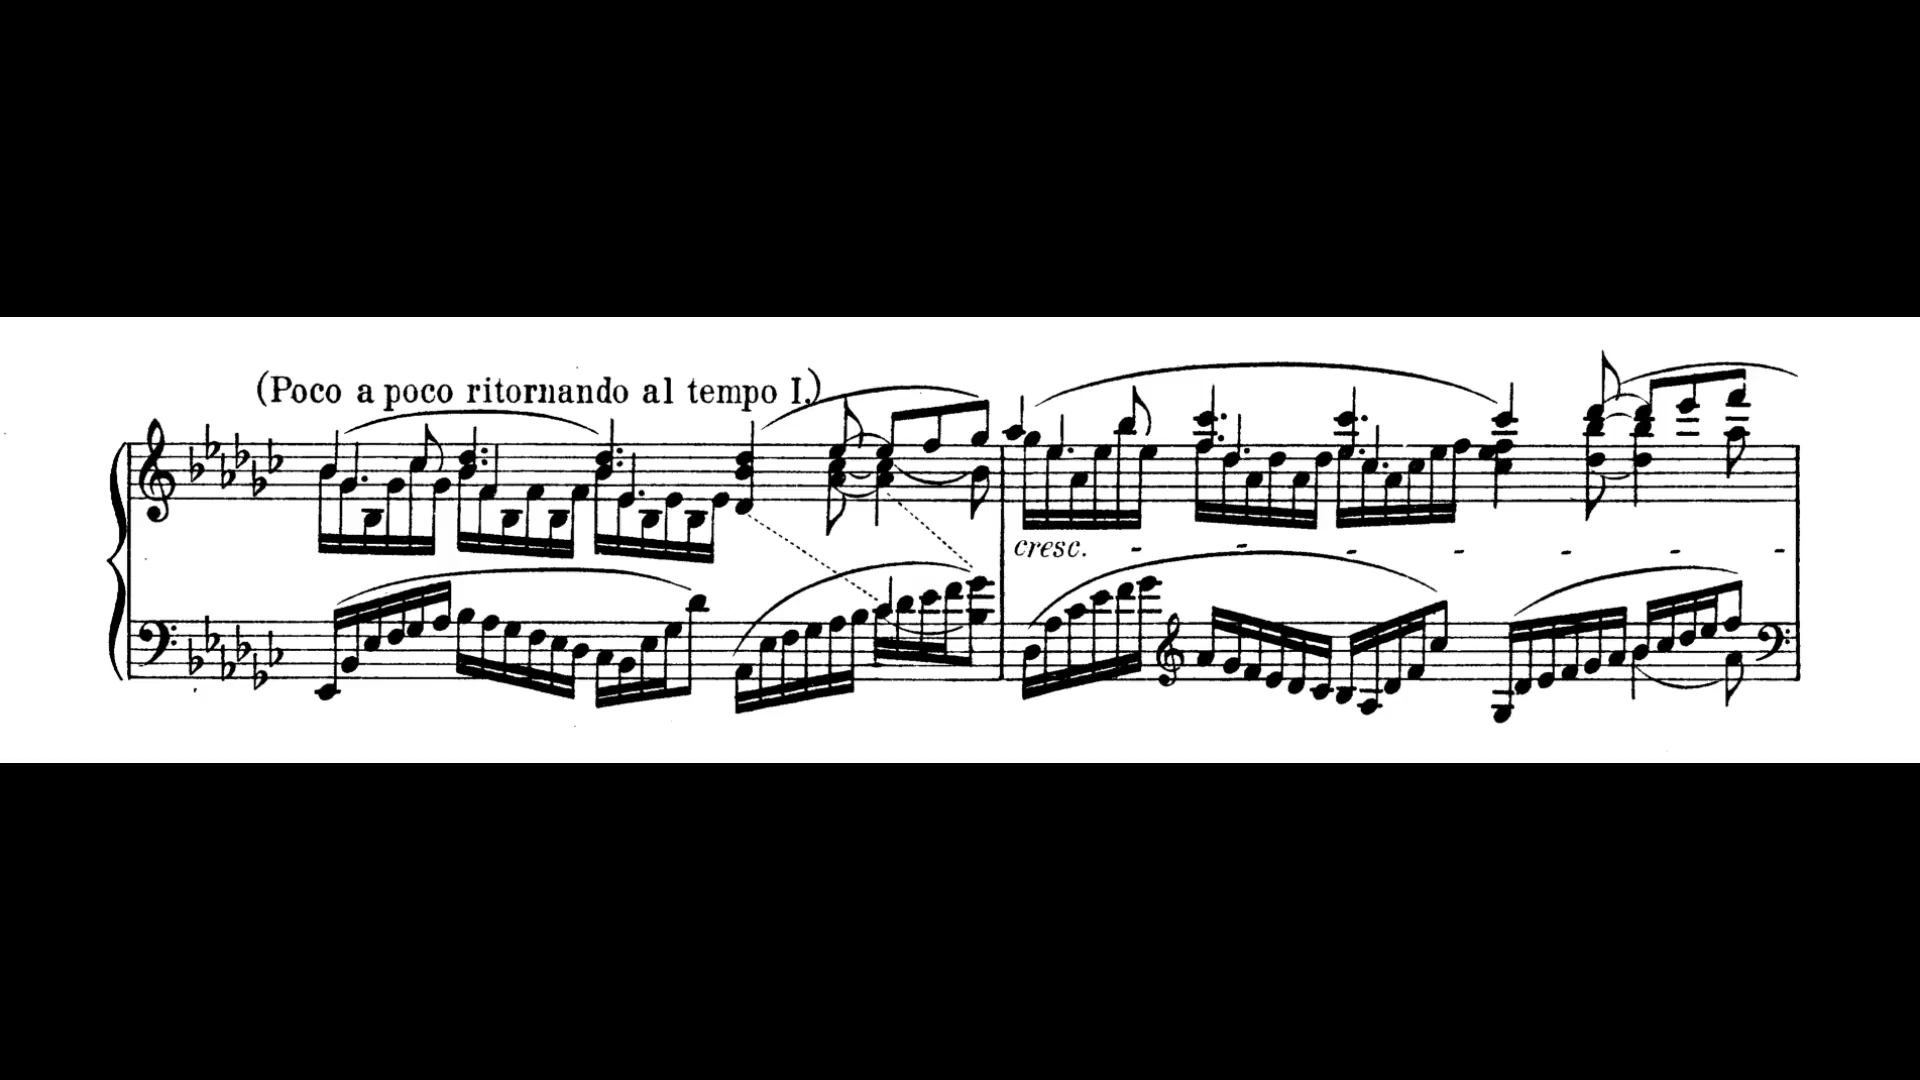 (Poco a poco ritornando al tempo I.)
cresc. - - - - - - -